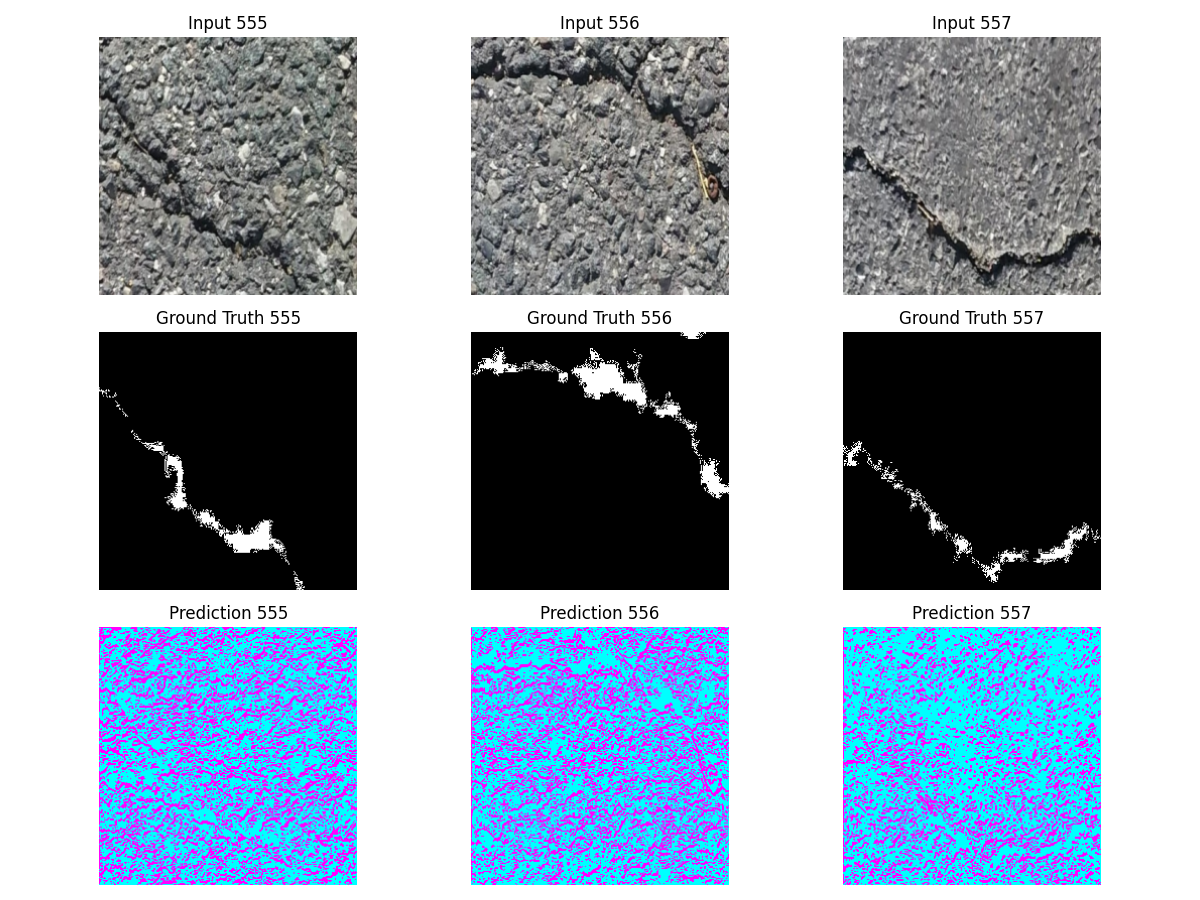 Input 555
Input 556
Input 557
Ground Truth 555
Ground Truth 556
Ground Truth 557
Prediction 555
Prediction 556
Prediction 557